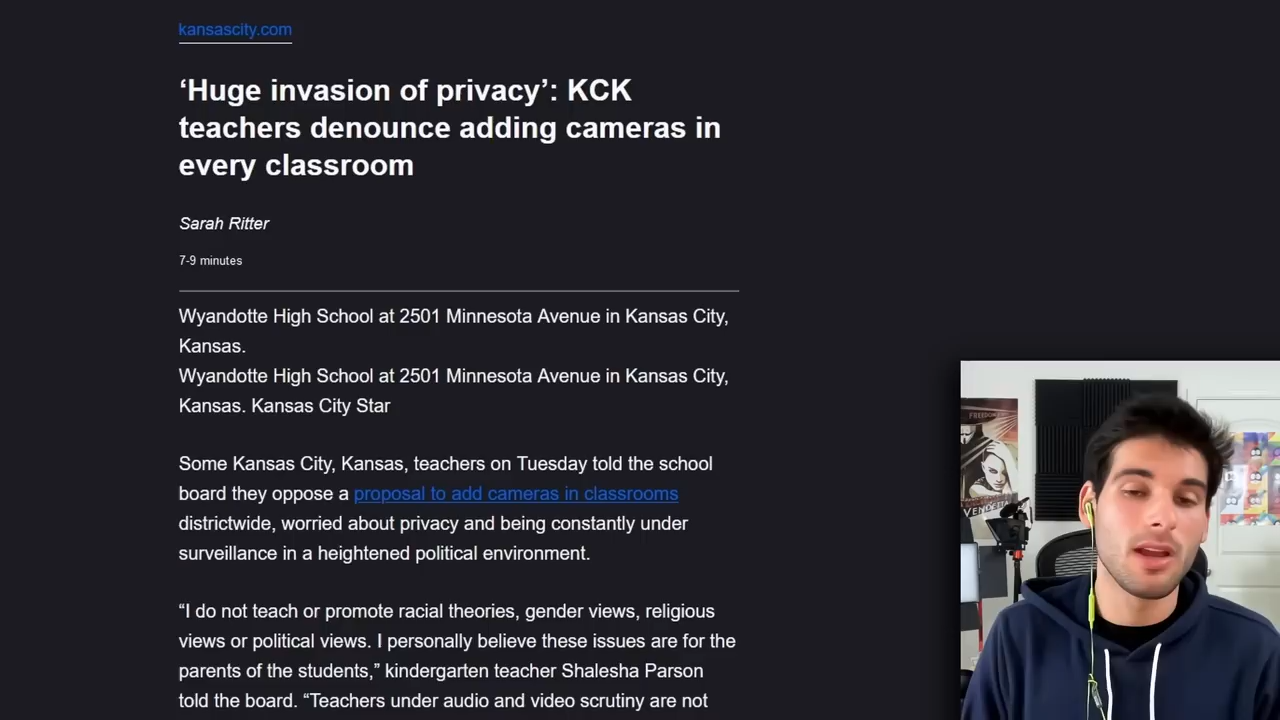 kansascity.com
‘Huge invasion of privacy’: KCK
teachers denounce adding cameras in
every classroom
Sarah Ritter
7-9 minutes
Wyandotte High School at 2501 Minnesota Avenue in Kansas City,
Kansas.
Wyandotte High School at 2501 Minnesota Avenue in Kansas City,
Kansas. Kansas City Star
Some Kansas City, Kansas, teachers on Tuesday told the school
board they oppose a proposal to add cameras in classrooms
districtwide, worried about privacy and being constantly under
surveillance in a heightened political environment.
“I do not teach or promote racial theories, gender views, religious
views or political views. I personally believe these issues are for the
parents of the students,” kindergarten teacher Shalesha Parson
told the board. “Teachers under audio and video scrutiny are not
FREEDOM
VENDETTA